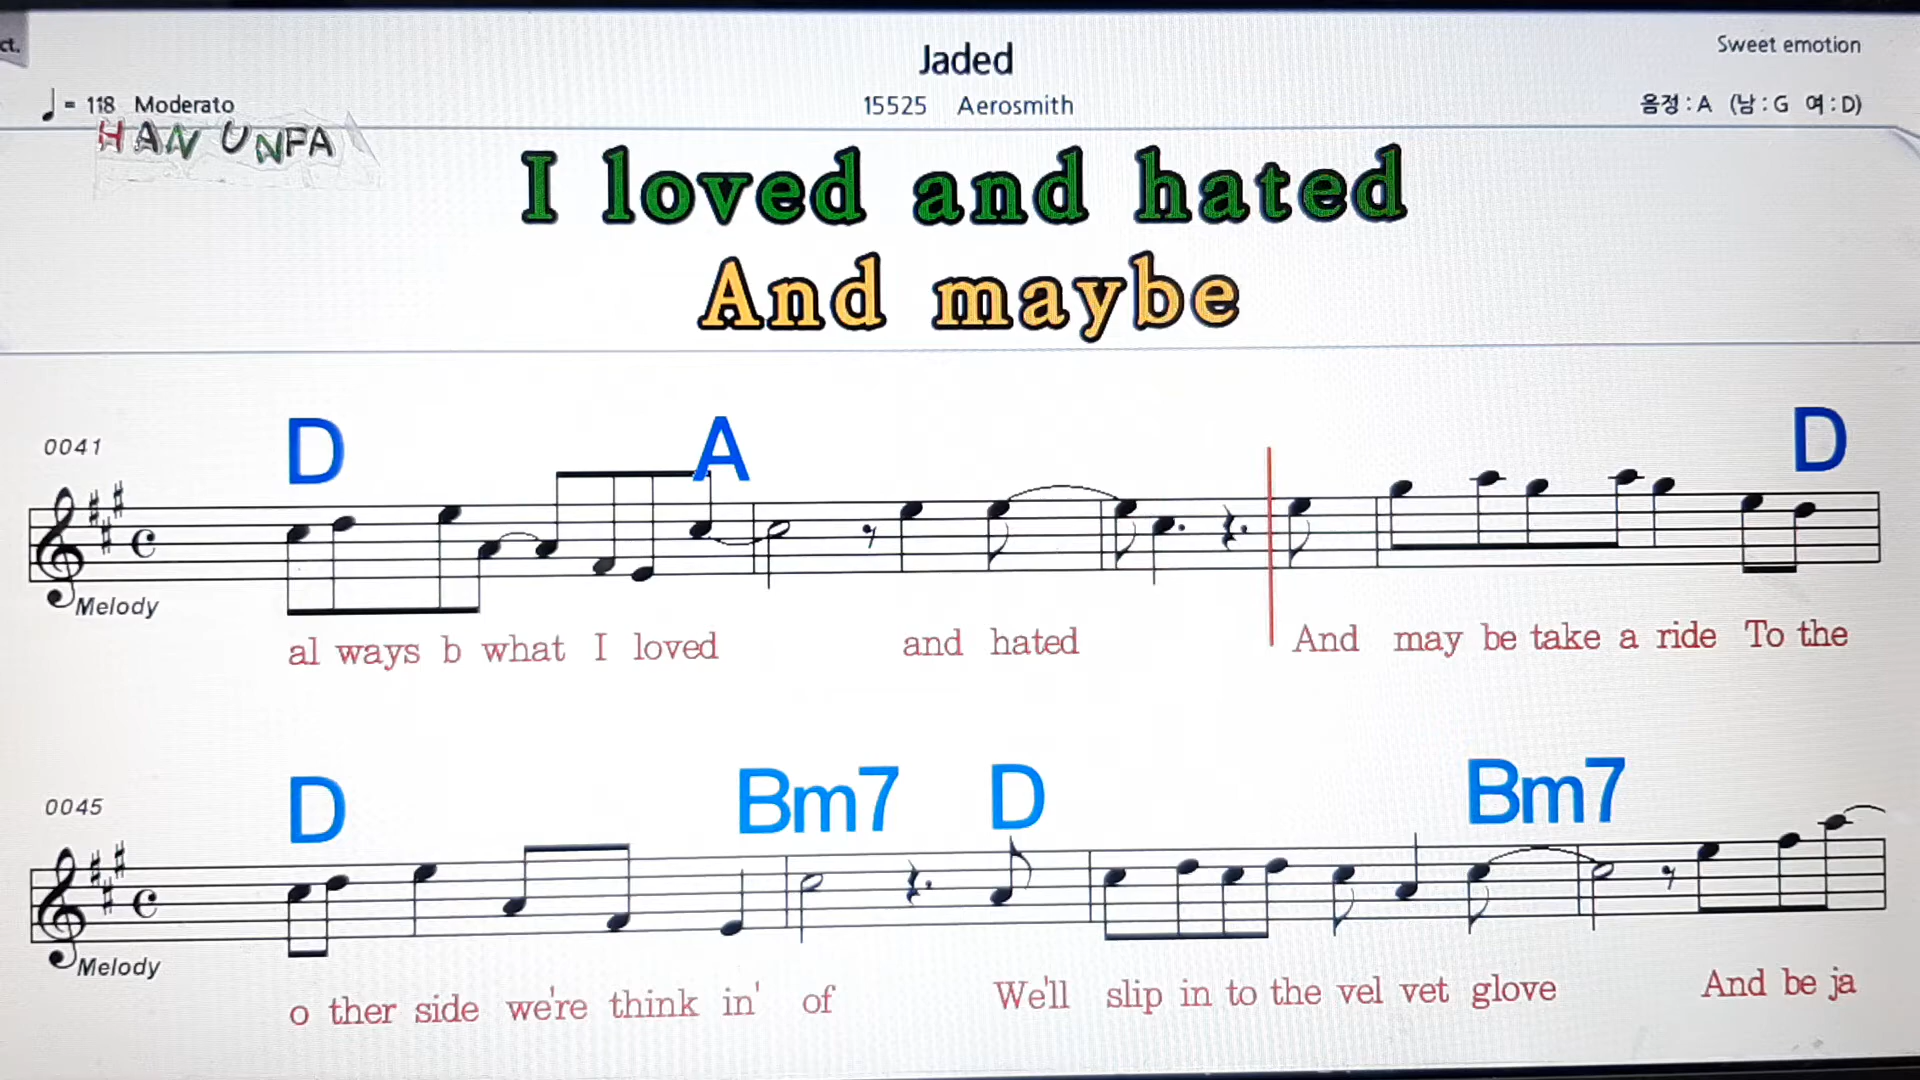 ct.
Jaded
Sweet emotion
♩= 118 Moderato
15525 Aerosmith
음정 : A (남 : G 여 : D)
HAN UNFA
I loved and hated
And maybe
0041
D A D
Melody
al ways b what I loved and hated And may be take a ride To the
0045
D Bm7 D Bm7
Melody
o ther side we're think in' of We'll slip in to the vel vet glove And be ja